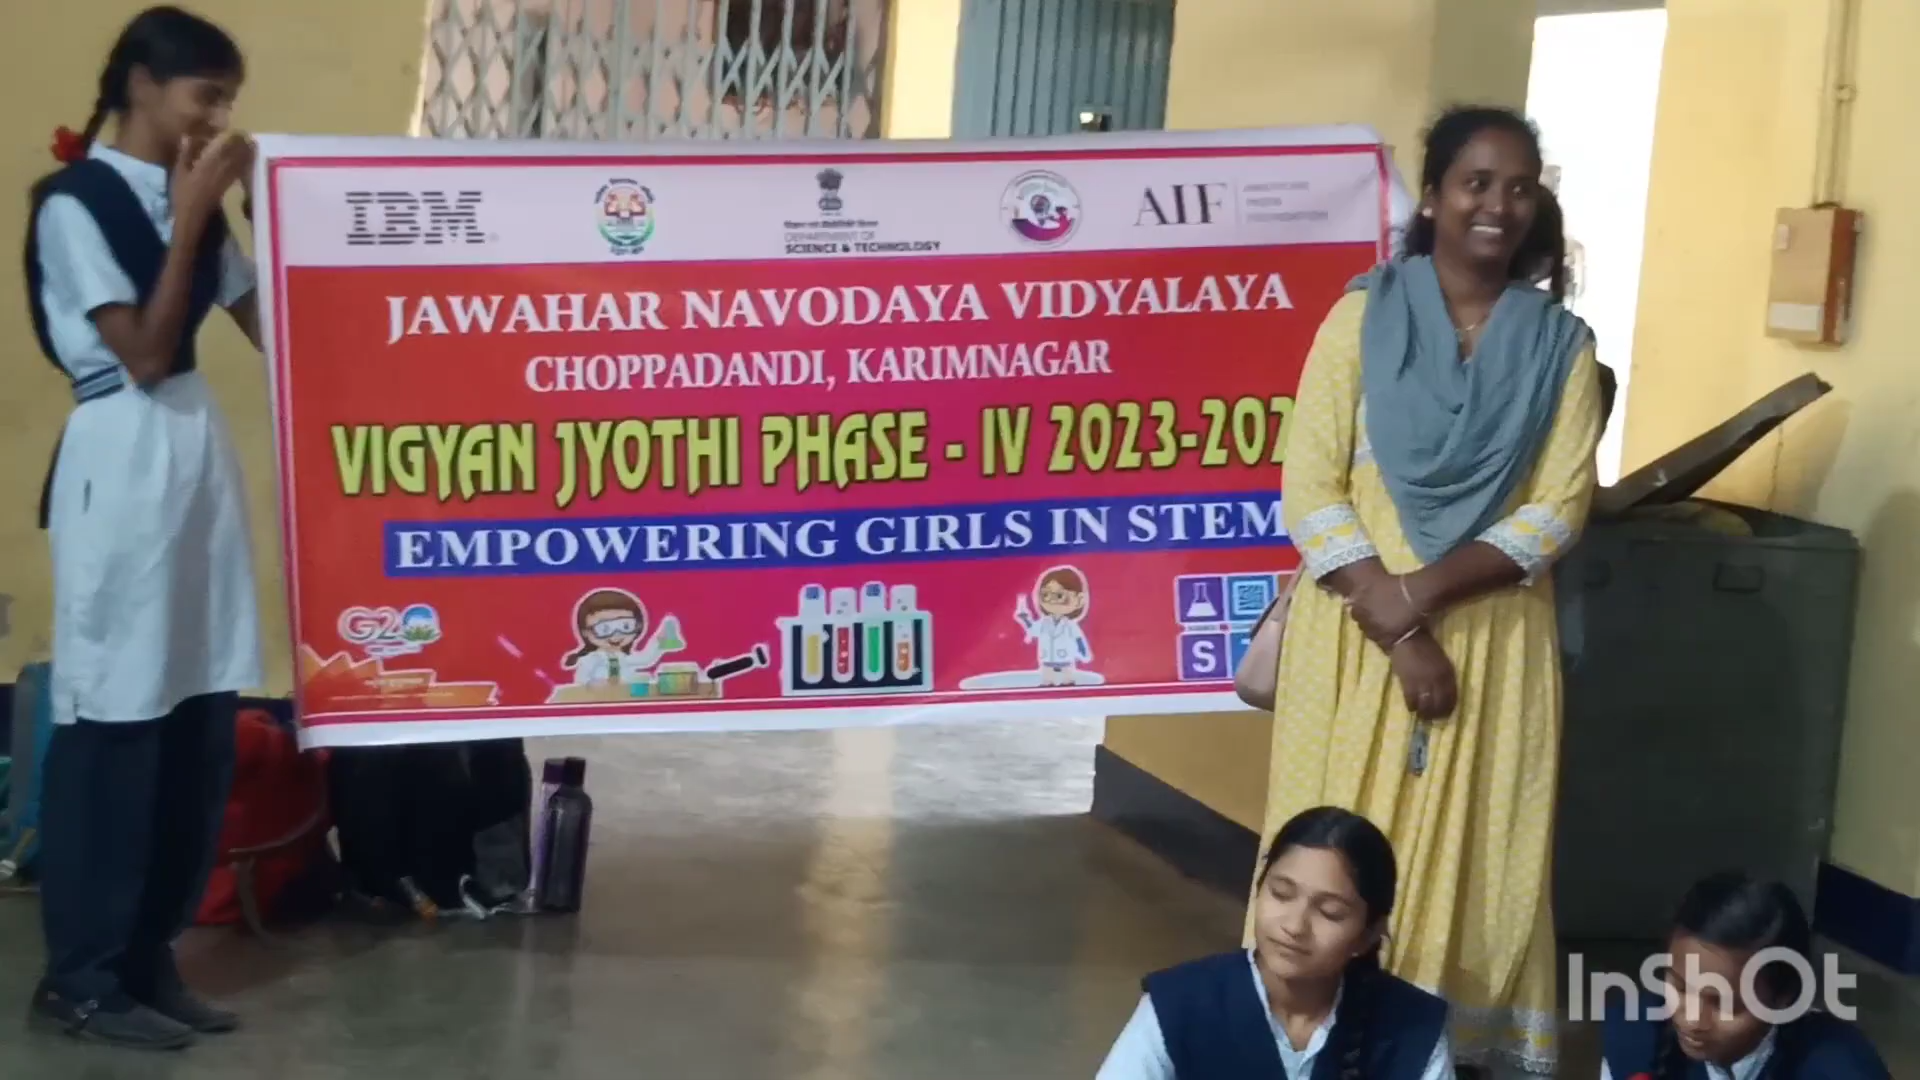 IBM
DEPARTMENT OF
SCIENCE & TECHNOLOGY
AIF
JAWAHAR NAVODAYA VIDYALAYA
CHOPPADANDI, KARIMNAGAR
VIGYAN JYOTHI PHASE - IV 2023-202
EMPOWERING GIRLS IN STEM
G20
S
InShOt